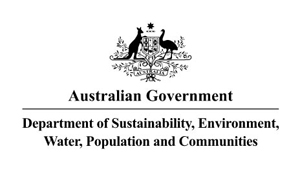 Australian Government
Department of Sustainability, Environment,
Water, Population and Communities